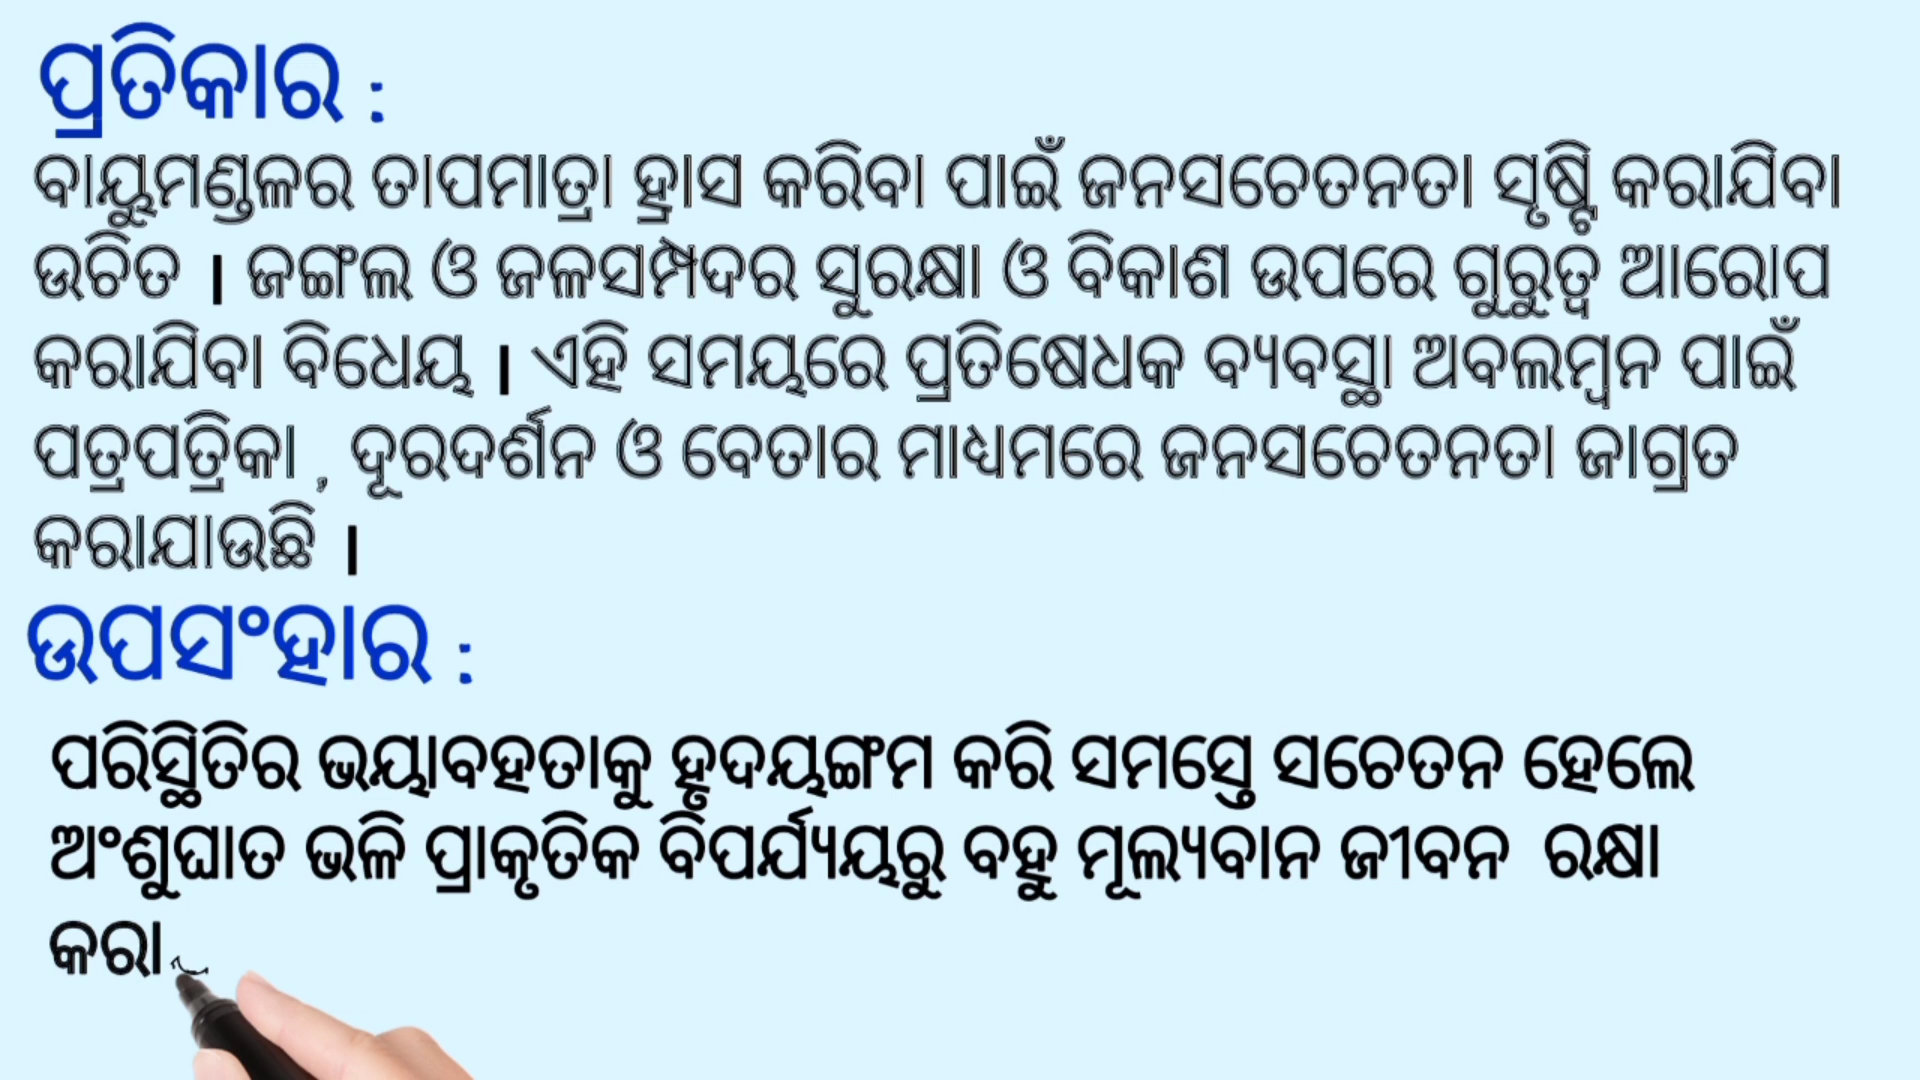 ପ୍ରତିକାର :
ବାୟୁମଣ୍ଡଳର ତାପମାତ୍ରା ହ୍ରାସ କରିବା ପାଇଁ ଜନସଚେତନତା ସୃଷ୍ଟି କରାଯିବା
ଉଚିତ । ଜଙ୍ଗଲ ଓ ଜଳସମ୍ପଦର ସୁରକ୍ଷା ଓ ବିକାଶ ଉପରେ ଗୁରୁତ୍ୱ ଆରୋପ
କରାଯିବା ବିଧେୟ । ଏହି ସମୟରେ ପ୍ରତିଷେଧକ ବ୍ୟବସ୍ଥା ଅବଲମ୍ବନ ପାଇଁ
ପତ୍ରପତ୍ରିକା , ଦୂରଦର୍ଶନ ଓ ବେତାର ମାଧ୍ୟମରେ ଜନସଚେତନତା ଜାଗ୍ରତ
କରାଯାଉଛି ।
ଉପସଂହାର :
ପରିସ୍ଥିତିର ଭୟାବହତାକୁ ହୃଦୟଙ୍ଗମ କରି ସମସ୍ତେ ସଚେତନ ହେଲେ
ଅଂଶୁଘାତ ଭଳି ପ୍ରାକୃତିକ ବିପର୍ଯ୍ୟୟରୁ ବହୁ ମୂଲ୍ୟବାନ ଜୀବନ ରକ୍ଷା
କରା